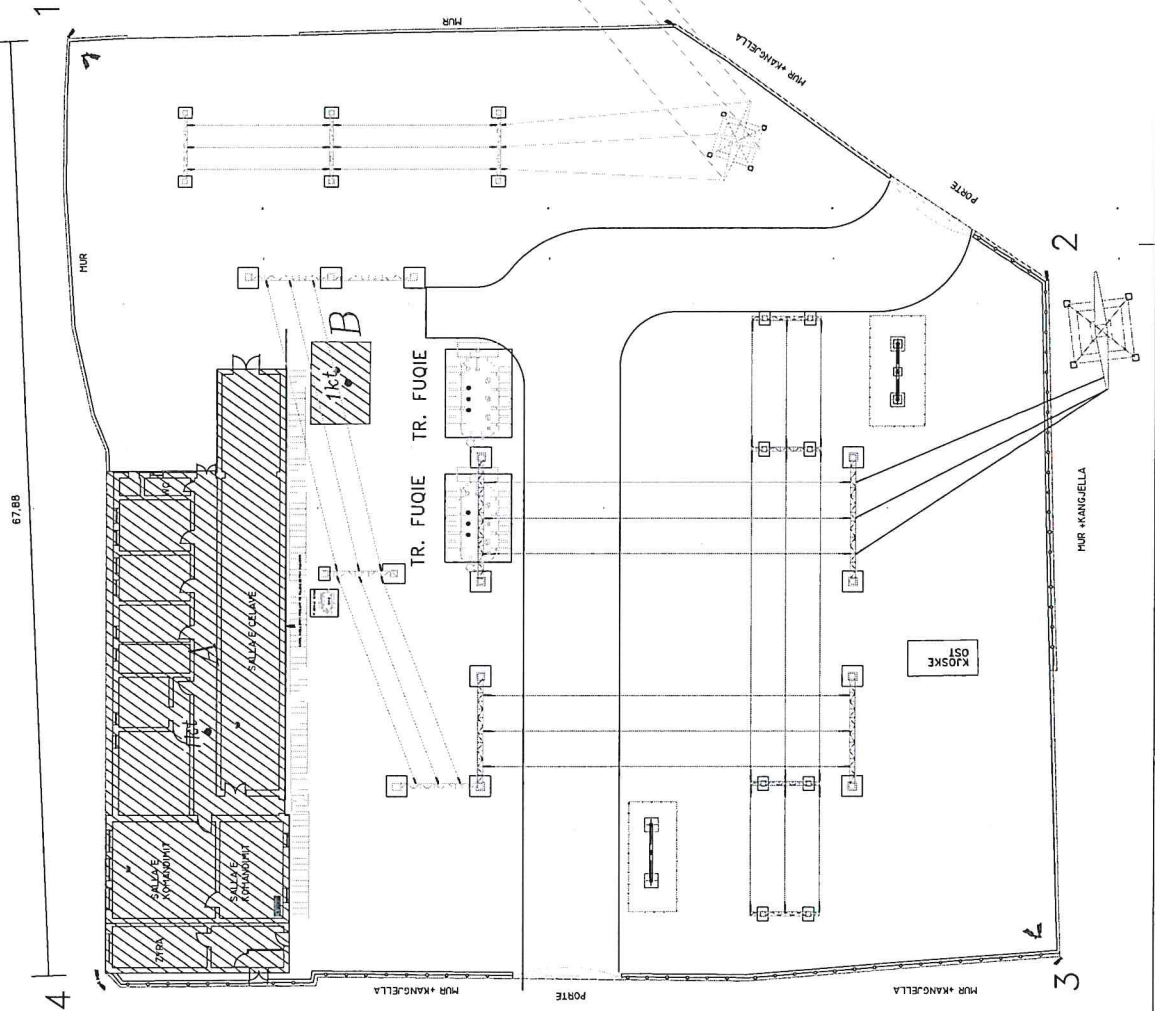 1
MUR
MUR +KANGJELLA
PORTE
2
67,88
MUR
B
1kt
TR. FUQIE
TR. FUQIE
WC
A
SALLA E CELAVE
1kt
SALLA E
KOMANDIMIT
SALLA E
KOMANDIMIT
ZYRA
KJOSKE
OST
MUR +KANGJELLA
4
MUR +KANGJELLA
PORTE
MUR +KANGJELLA
3